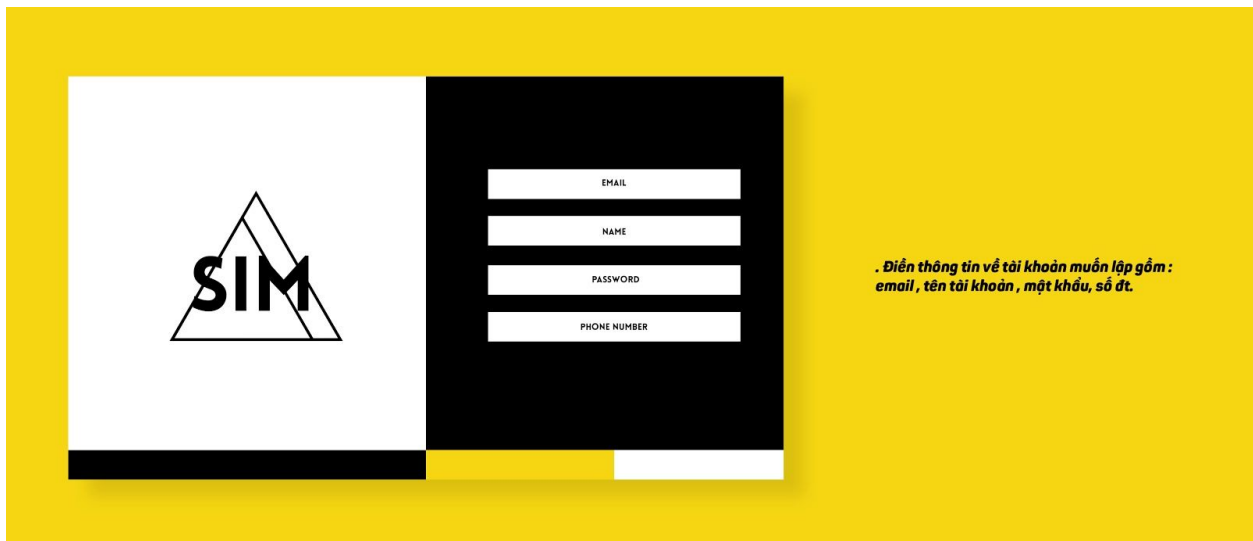 SIM
EMAIL
NAME
PASSWORD
PHONE NUMBER
. Điền thông tin về tài khoản muốn lập gồm :
email , tên tài khoản , mật khẩu, số đt.